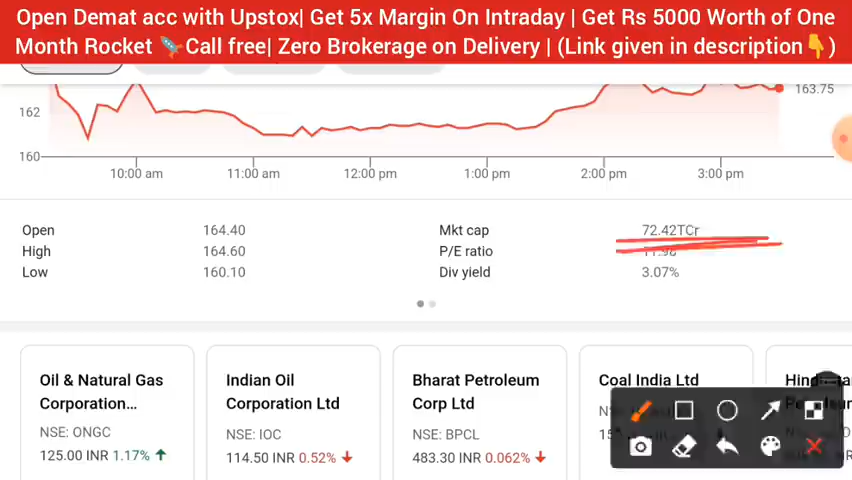 Open Demat acc with Upstox| Get 5x Margin On Intraday | Get Rs 5000 Worth of One
Month Rocket 🚀Call free| Zero Brokerage on Delivery | (Link given in description👇)
163.75
162
160
10:00 am 11:00 am 12:00 pm 1:00 pm 2:00 pm 3:00 pm
Open 164.40 Mkt cap 72.42TCr
High 164.60 P/E ratio 11.98
Low 160.10 Div yield 3.07%
Oil & Natural Gas Indian Oil Bharat Petroleum Coal India Ltd
Corporation... Corporation Ltd Corp Ltd
NSE: ONGC NSE: IOC NSE: BPCL
125.00 INR 1.17% 114.50 INR 0.52% 483.30 INR 0.062%